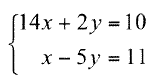 14x + 2y = 10
x − 5y = 11